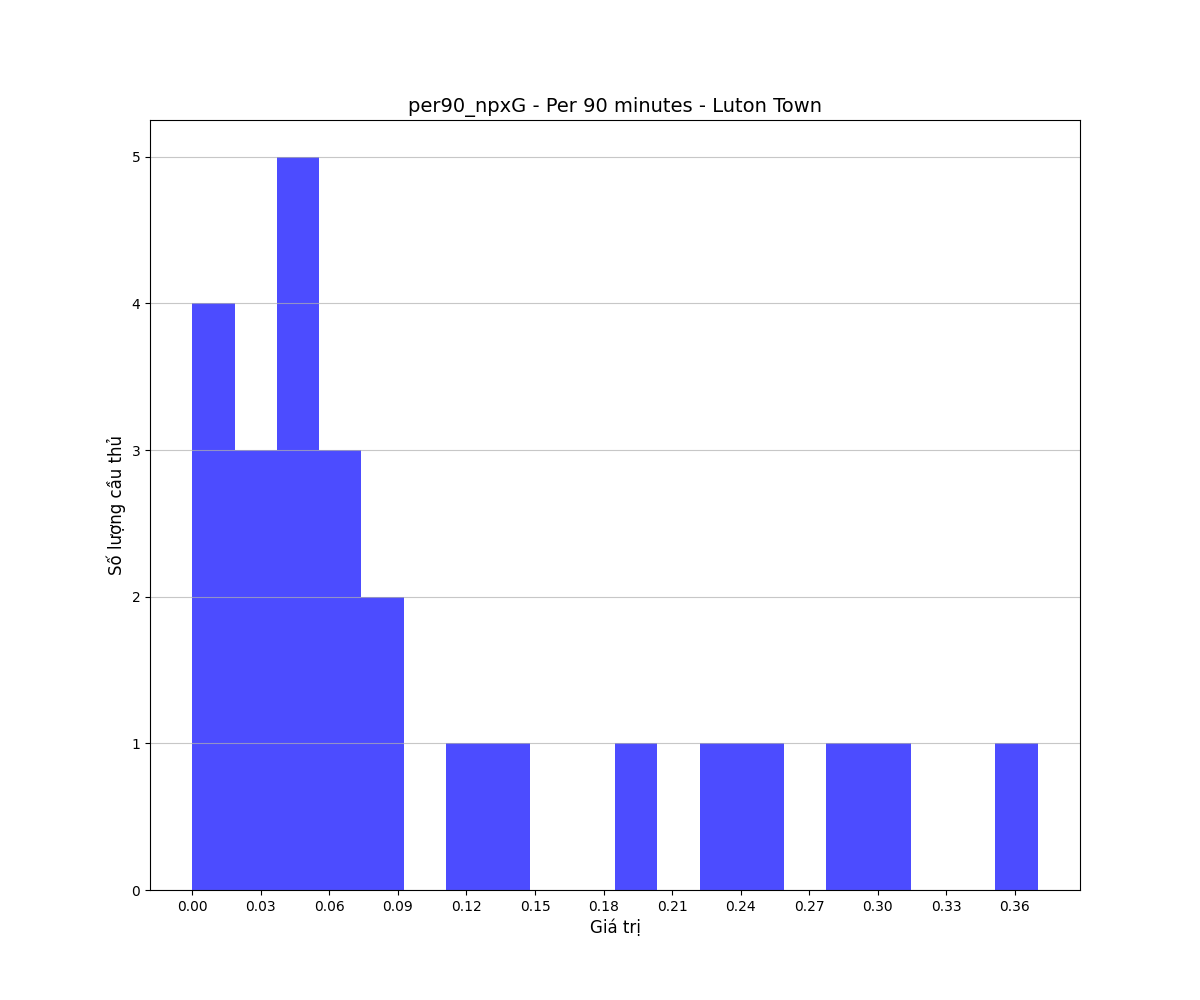 per90_npxG - Per 90 minutes - Luton Town
5
4
3
2
1
0
Số lượng cầu thủ
0.00 0.03 0.06 0.09 0.12 0.15 0.18 0.21 0.24 0.27 0.30 0.33 0.36
Giá trị